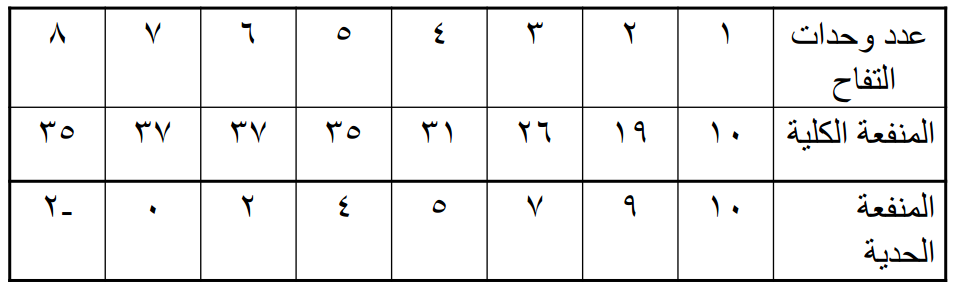 عدد وحدات التفاح ١ ٢ ٣ ٤ ٥ ٦ ٧ ٨
المنفعة الكلية ١٠ ١٩ ٢٦ ٣١ ٣٥ ٣٧ ٣٧ ٣٥
المنفعة الحدية ١٠ ٩ ٧ ٥ ٤ ٢ ٠ -٢